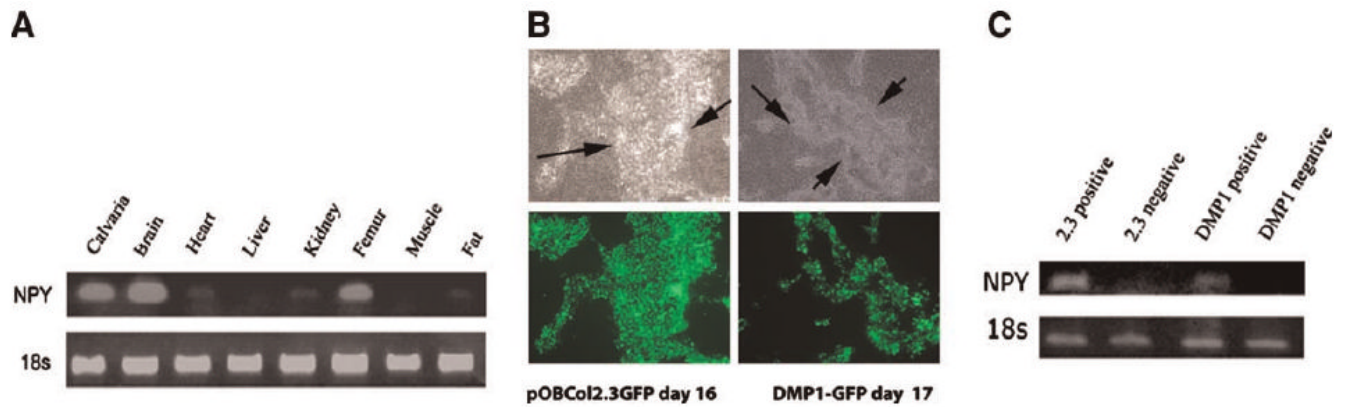 A
Calvaria
Brain
Heart
Liver
Kidney
Femur
Muscle
Fat
NPY
18s
B
pOBCol2.3GFP day 16
DMP1-GFP day 17
C
2.3 positive
2.3 negative
DMP1 positive
DMP1 negative
NPY
18s